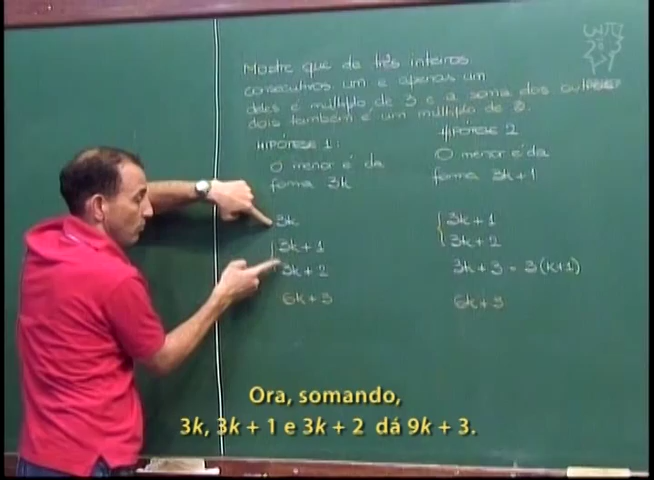 Mostre que de três inteiros
consecutivos um e apenas um
deles é múltiplo de 3 e a soma dos outros
dois também é um múltiplo de 3.
HIPÓTESE 1:
O menor é da
forma 3k
3k
3k + 1
3k + 2
6k + 3
HIPÓTESE 2
O menor é da
forma 3k + 1
3k + 1
3k + 2
3k + 3 = 3(k+1)
6k + 3
Ora, somando,
3k, 3k + 1 e 3k + 2 dá 9k + 3.